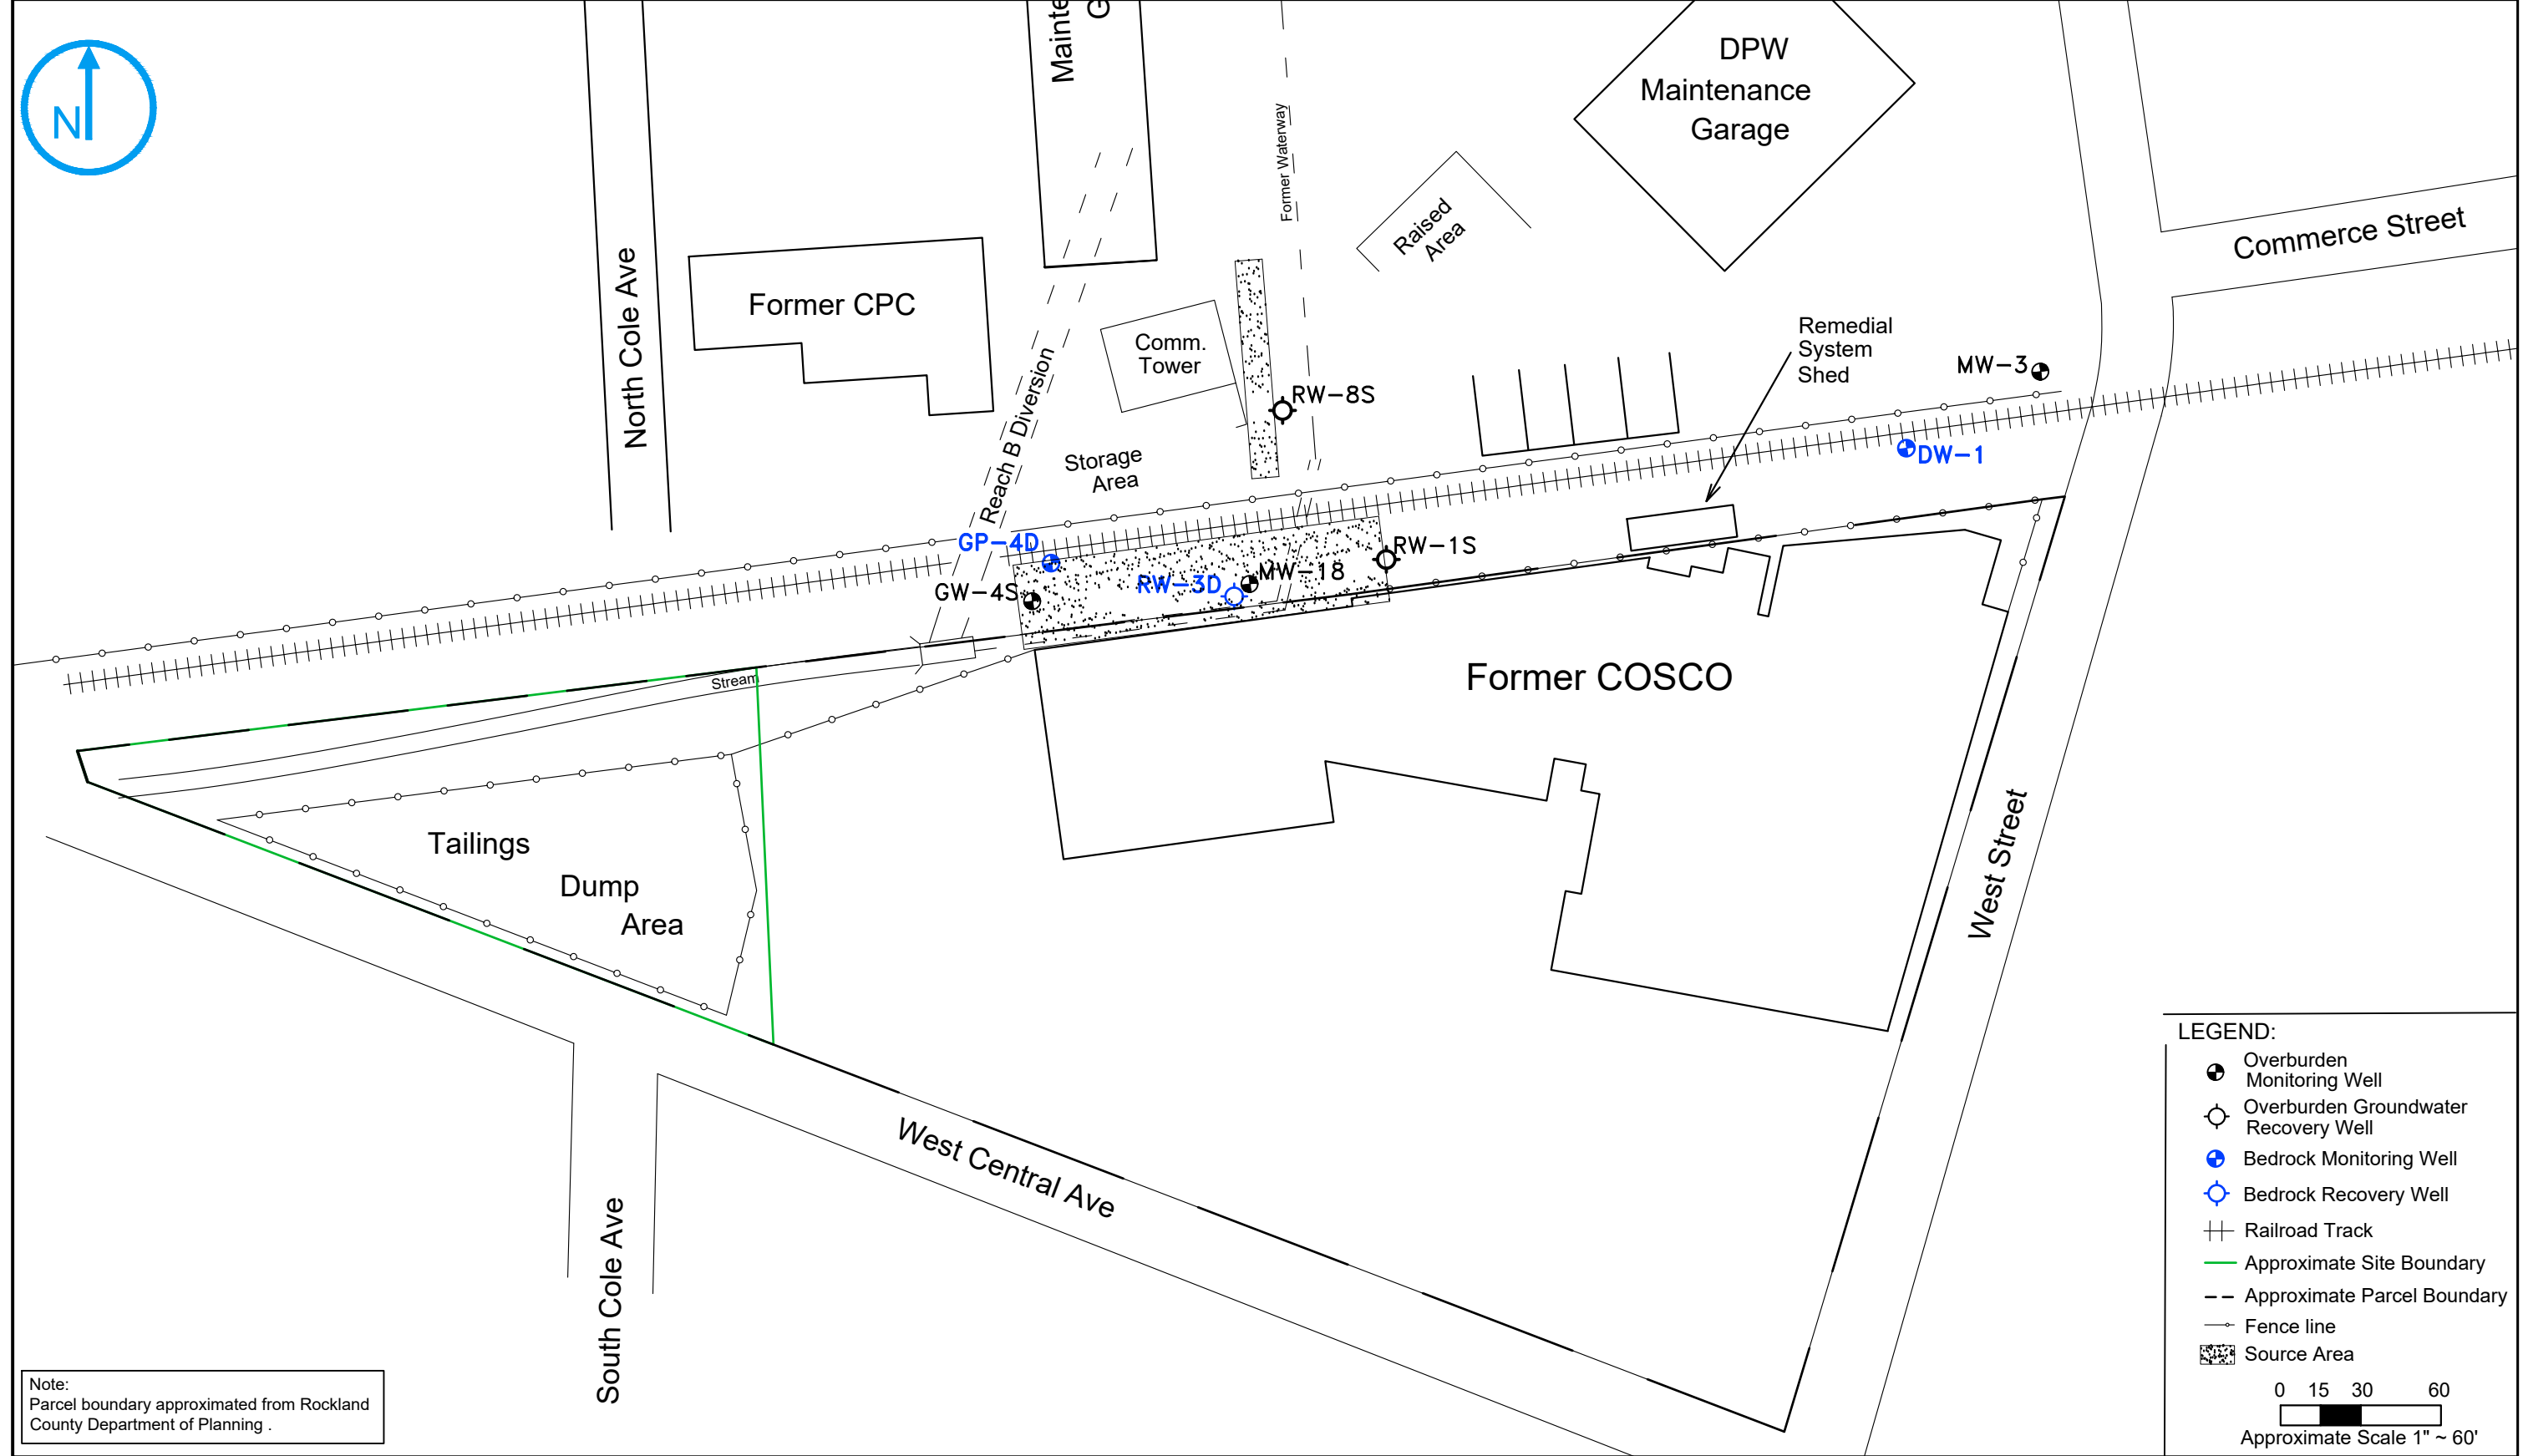 N
Mainte
G
DPW
Maintenance
Garage
Former Waterway
Raised
Area
Commerce Street
North Cole Ave
Former CPC
Comm.
Tower
Reach B Diversion
Remedial
System
Shed
MW-3
RW-8S
DW-1
Storage
Area
GP-4D
RW-1S
MW-18
RW-3D
GW-4S
Former COSCO
Stream
Tailings
Dump
Area
West Street
West Central Ave
South Cole Ave
LEGEND:
Overburden
Monitoring Well
Overburden Groundwater
Recovery Well
Bedrock Monitoring Well
Bedrock Recovery Well
Railroad Track
Approximate Site Boundary
Approximate Parcel Boundary
Fence line
Source Area
0 15 30 60
Approximate Scale 1" ~ 60'
Note:
Parcel boundary approximated from Rockland
County Department of Planning .